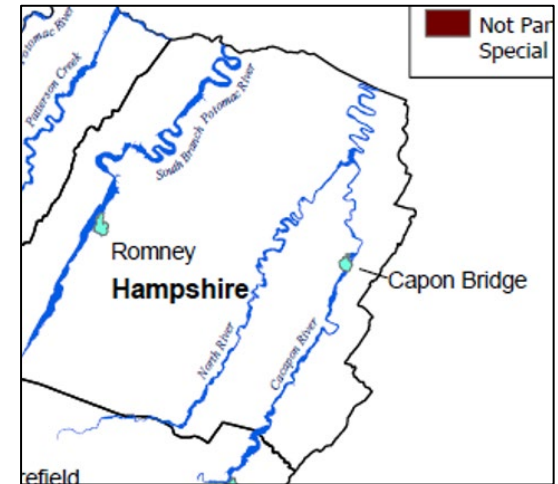 Not Par
Special
Potomac River
Patterson Creek
South Branch Potomac River
Romney
Hampshire
Capon Bridge
North River
Cacapon River
refield